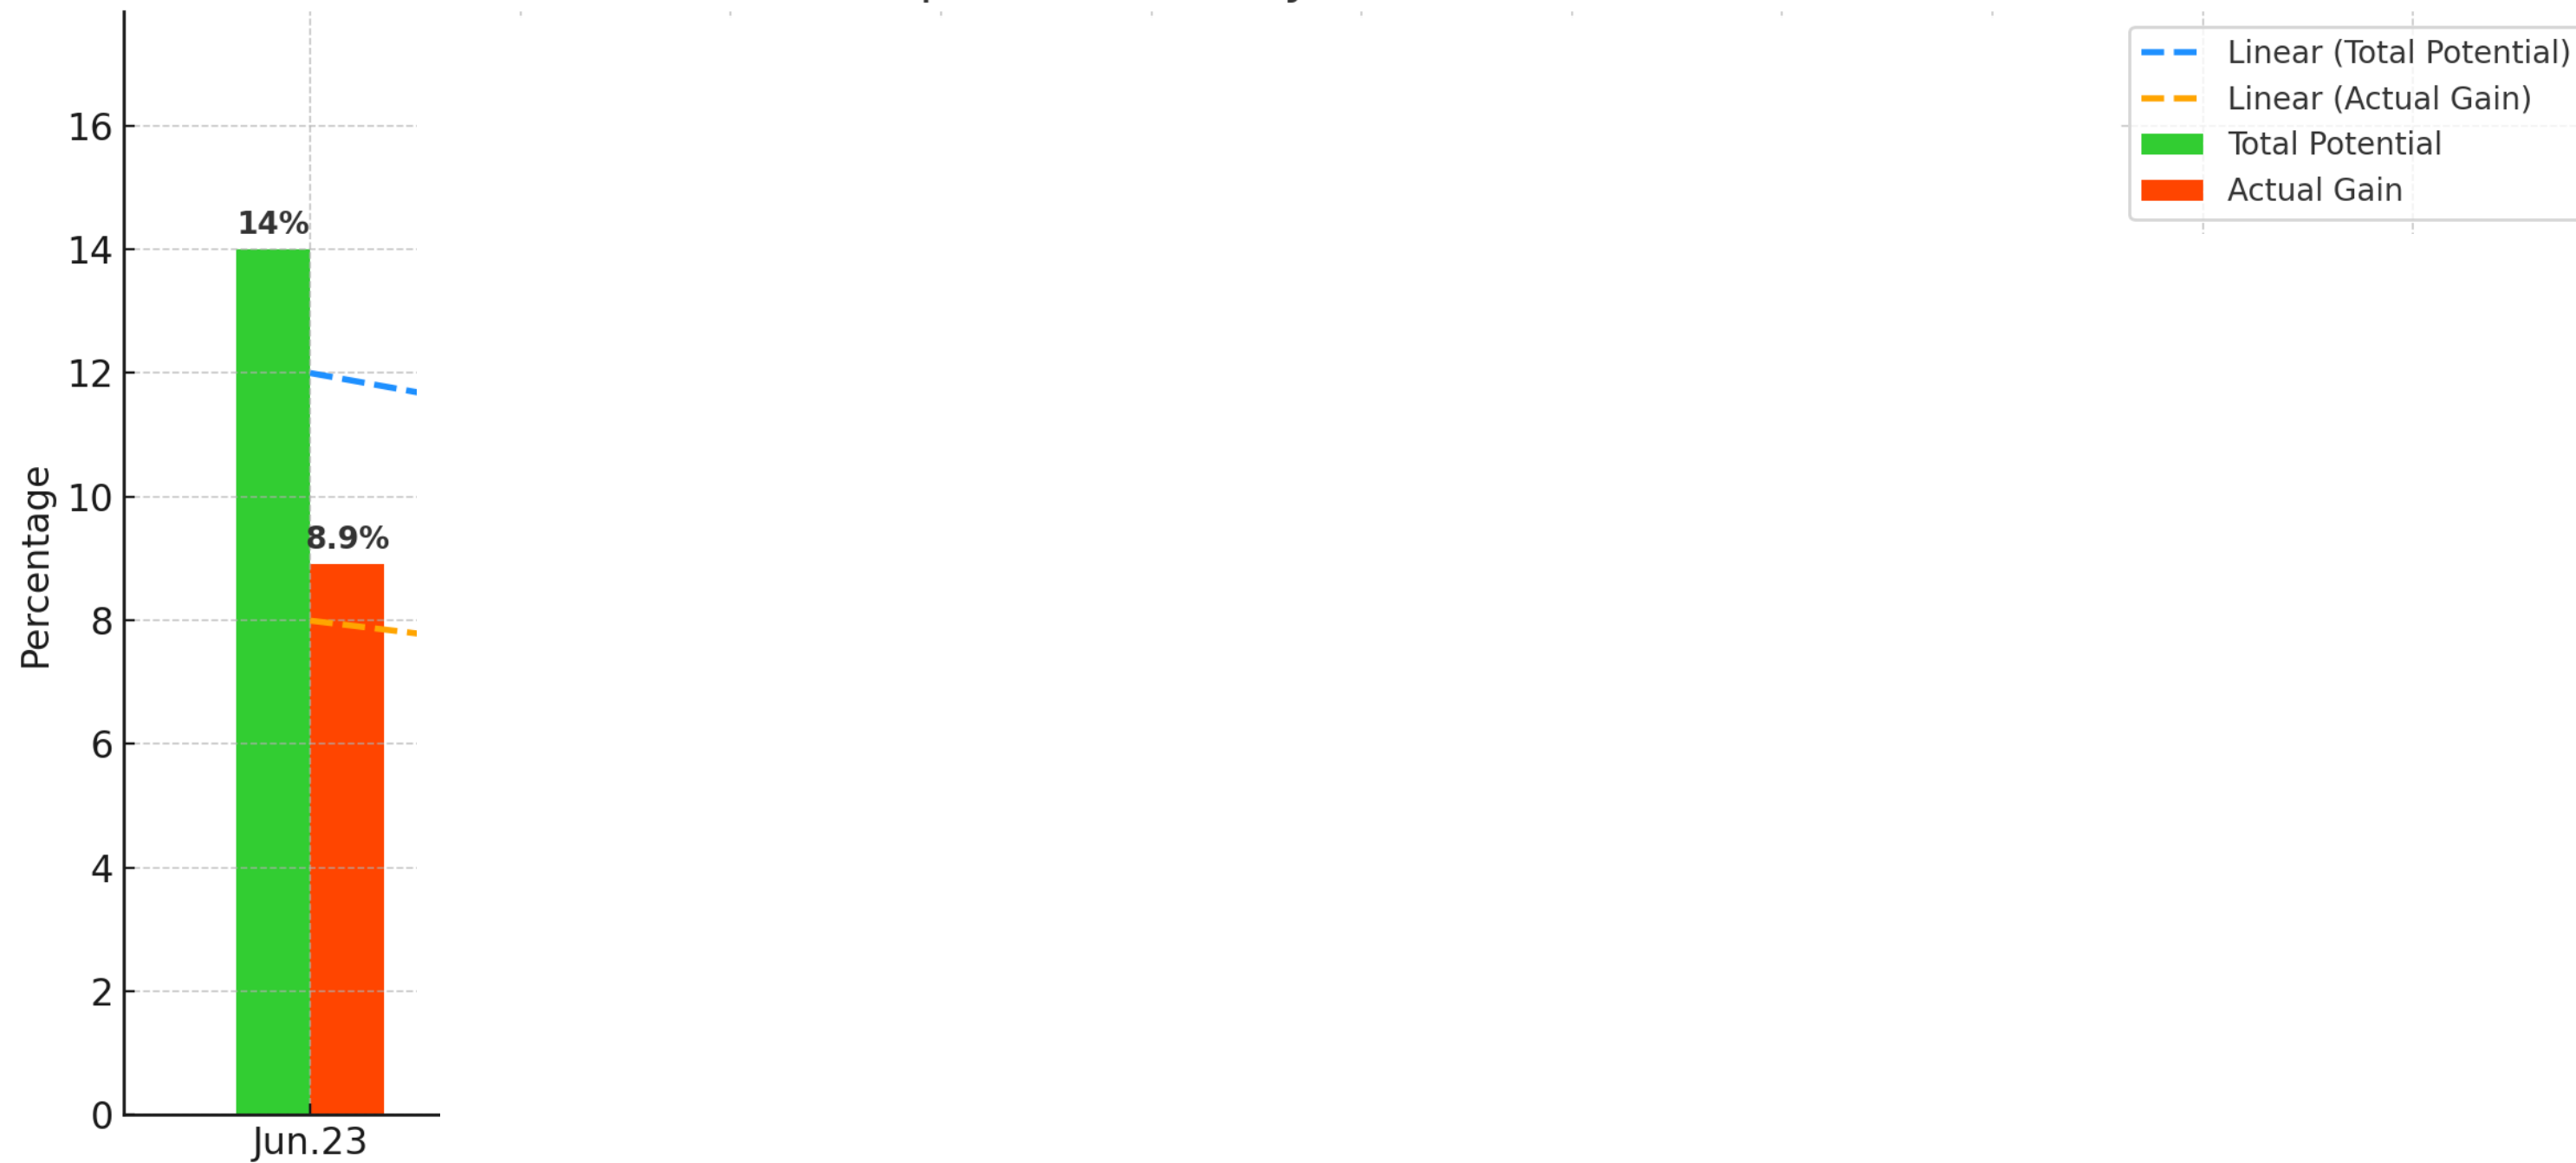 Linear (Total Potential)
Linear (Actual Gain)
Total Potential
Actual Gain
16
14
12
10
8
6
4
2
0
Percentage
14%
8.9%
Jun.23